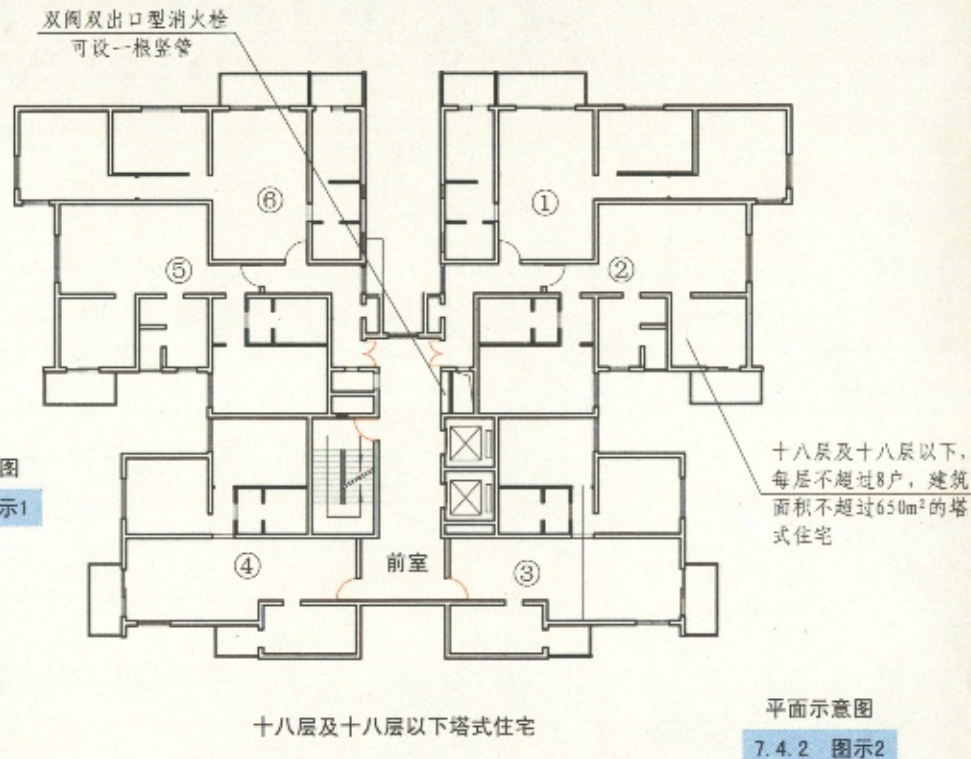 双阀双出口型消火栓
可设一根竖管
⑥
①
⑤
②
图
示1
十八层及十八层以下，
每层不超过8户，建筑
面积不超过650m²的塔
式住宅
④
前室
③
十八层及十八层以下塔式住宅
平面示意图
7.4.2 图示2